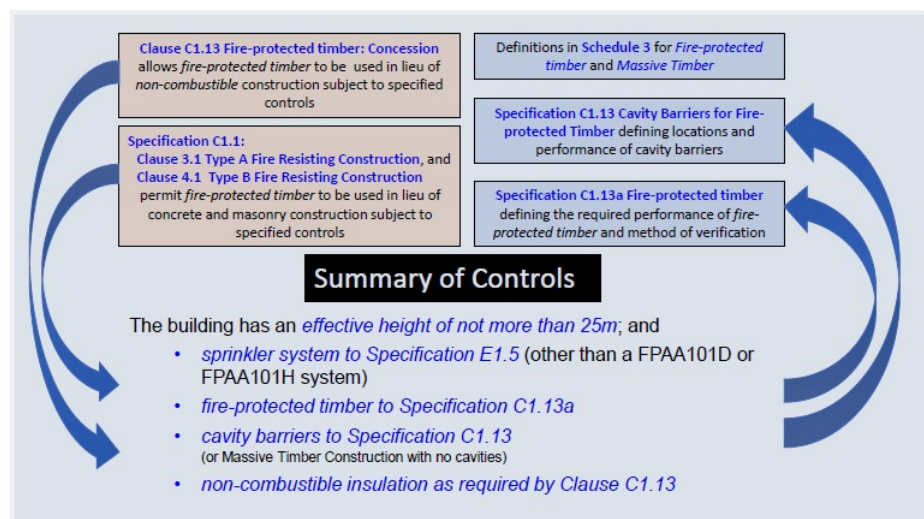 Clause C1.13 Fire-protected timber: Concession
allows fire-protected timber to be used in lieu
of non-combustible construction subject to
specified controls
Specification C1.1:
Clause 3.1 Type A Fire Resisting Construction, and
Clause 4.1 Type B Fire Resisting Construction
permit fire-protected timber to be used in lieu of
concrete and masonry construction subject to
specified controls
Definitions in Schedule 3 for Fire-protected
timber and Massive Timber
Specification C1.13 Cavity Barriers for Fire-
protected Timber defining locations and
performance of cavity barriers
Specification C1.13a Fire-protected timber
defining the required performance of fire-
protected timber and method of verification
Summary of Controls
The building has an effective height of not more than 25m; and
• sprinkler system to Specification E1.5 (other than a FPAA101D or
FPAA101H system)
• fire-protected timber to Specification C1.13a
• cavity barriers to Specification C1.13
(or Massive Timber Construction with no cavities)
• non-combustible insulation as required by Clause C1.13